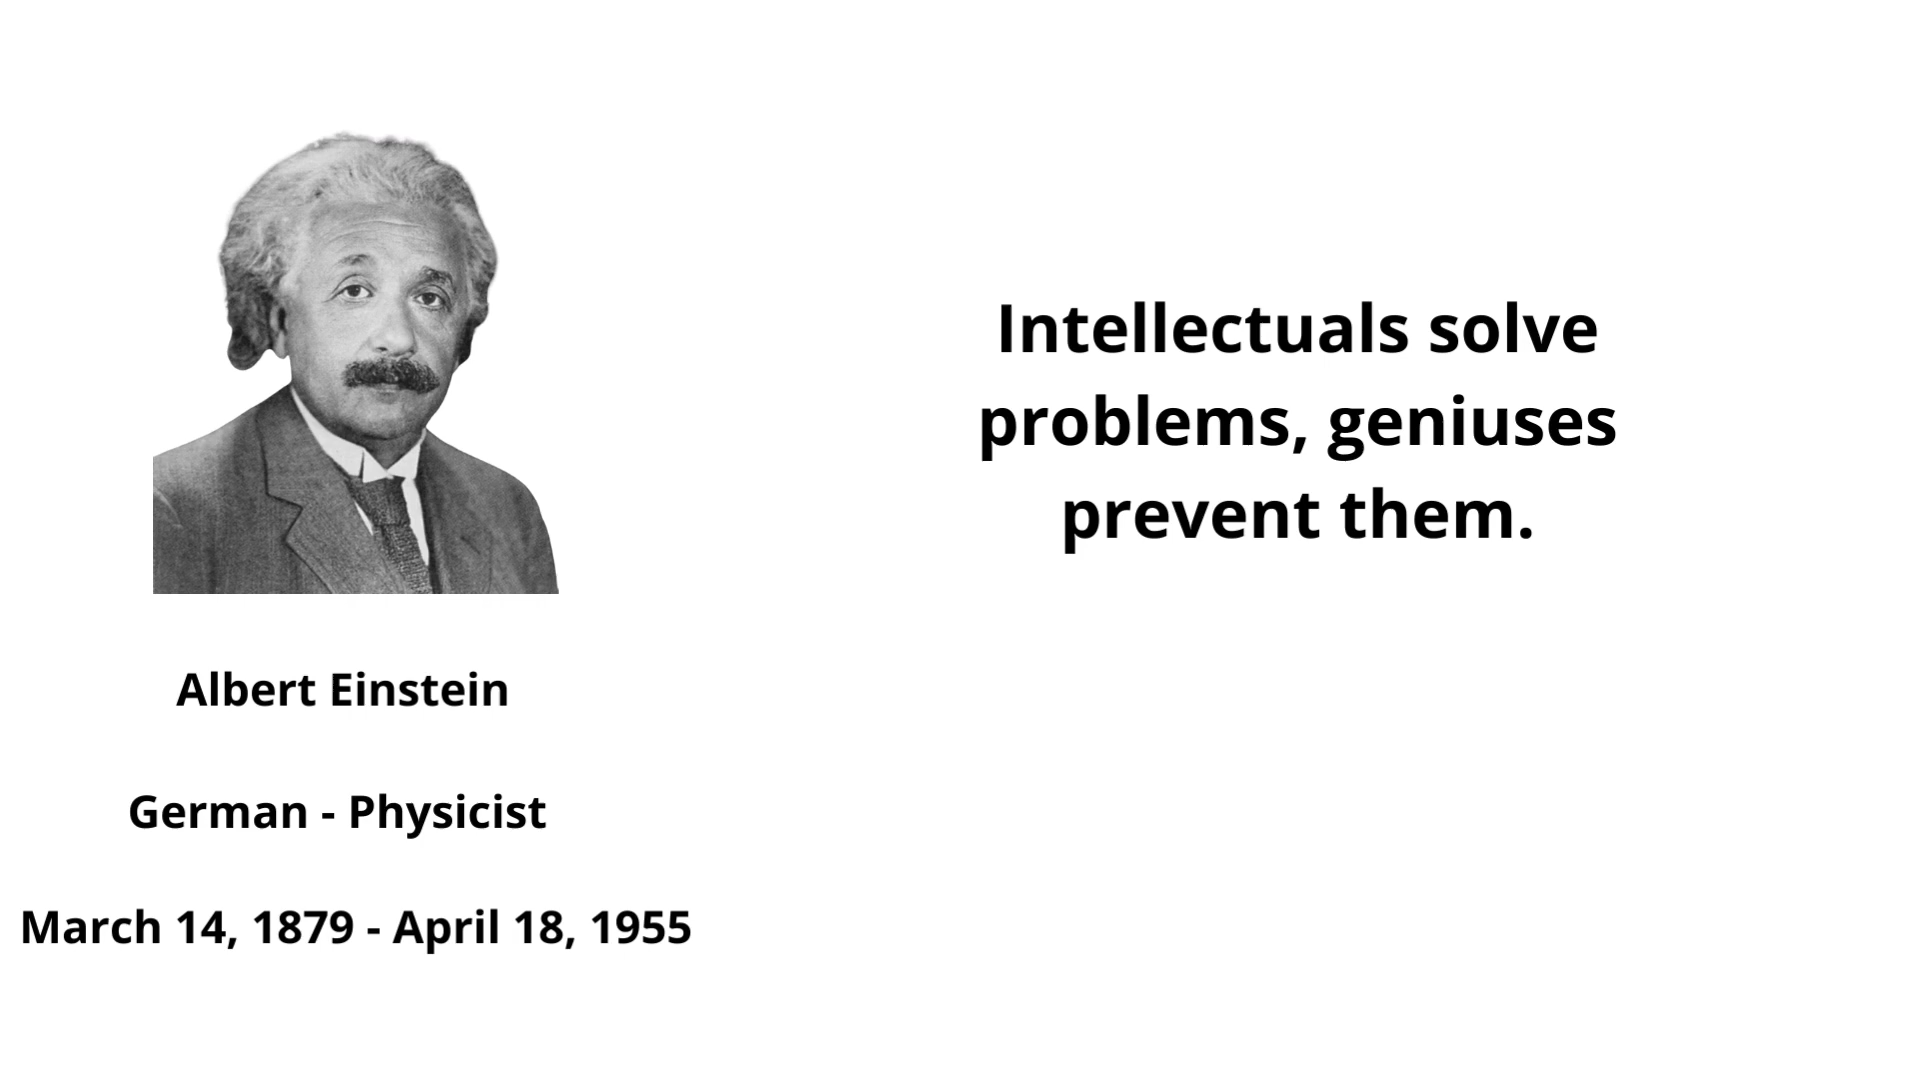 Intellectuals solve
problems, geniuses
prevent them.
Albert Einstein
German - Physicist
March 14, 1879 - April 18, 1955